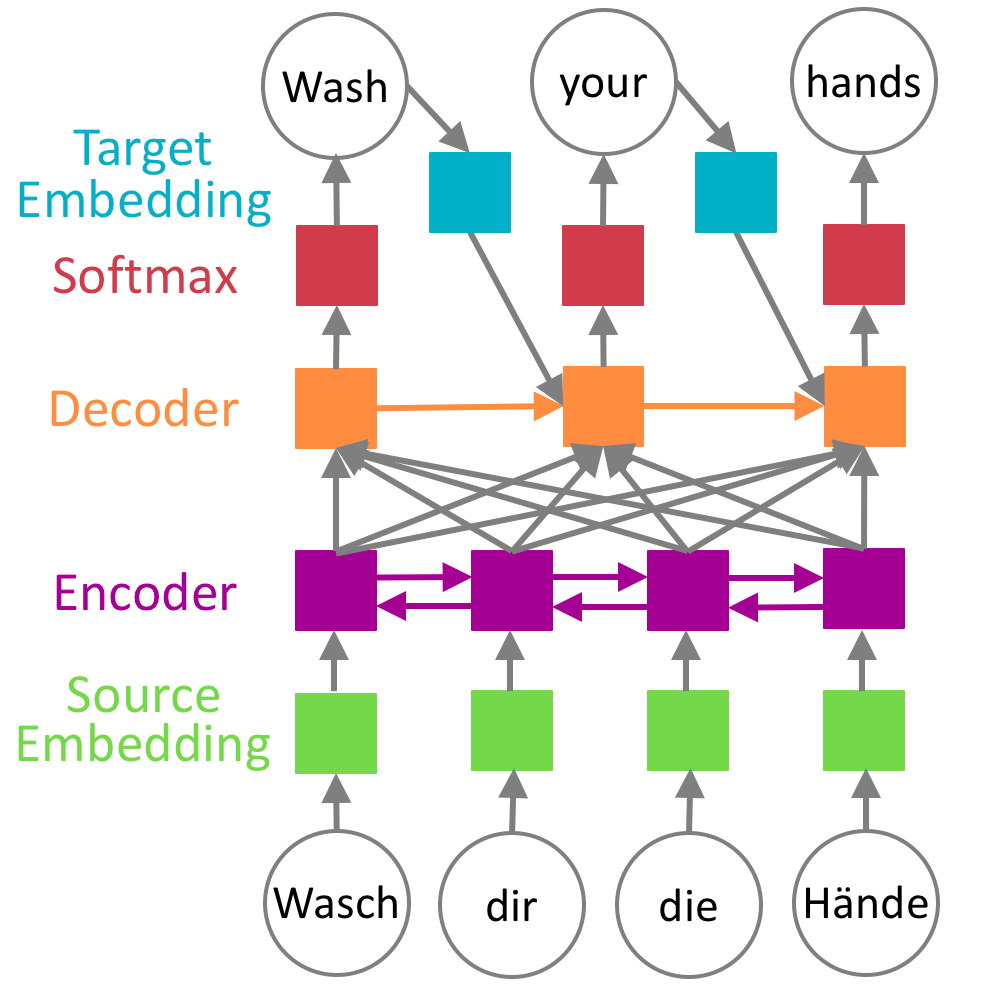 Wash
your
hands
Target
Embedding
Softmax
Decoder
Encoder
Source
Embedding
Wasch
dir
die
Hände